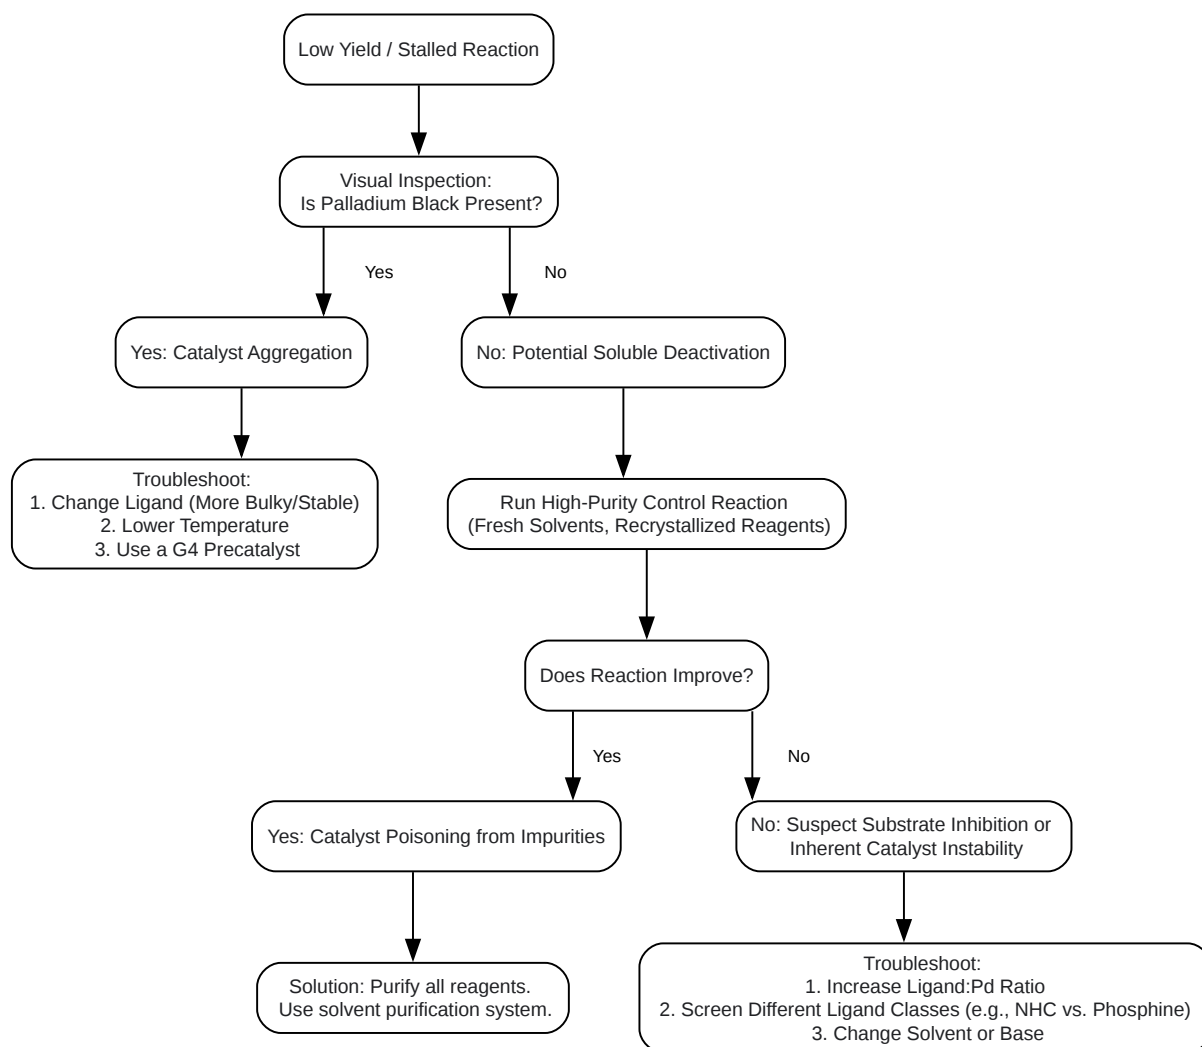 Low Yield / Stalled Reaction
Visual Inspection:
Is Palladium Black Present?
Yes
No
Yes: Catalyst Aggregation
No: Potential Soluble Deactivation
Troubleshoot:
1. Change Ligand (More Bulky/Stable)
2. Lower Temperature
3. Use a G4 Precatalyst
Run High-Purity Control Reaction
(Fresh Solvents, Recrystallized Reagents)
Does Reaction Improve?
Yes
No
Yes: Catalyst Poisoning from Impurities
No: Suspect Substrate Inhibition or
Inherent Catalyst Instability
Solution: Purify all reagents.
Use solvent purification system.
Troubleshoot:
1. Increase Ligand:Pd Ratio
2. Screen Different Ligand Classes (e.g., NHC vs. Phosphine)
3. Change Solvent or Base